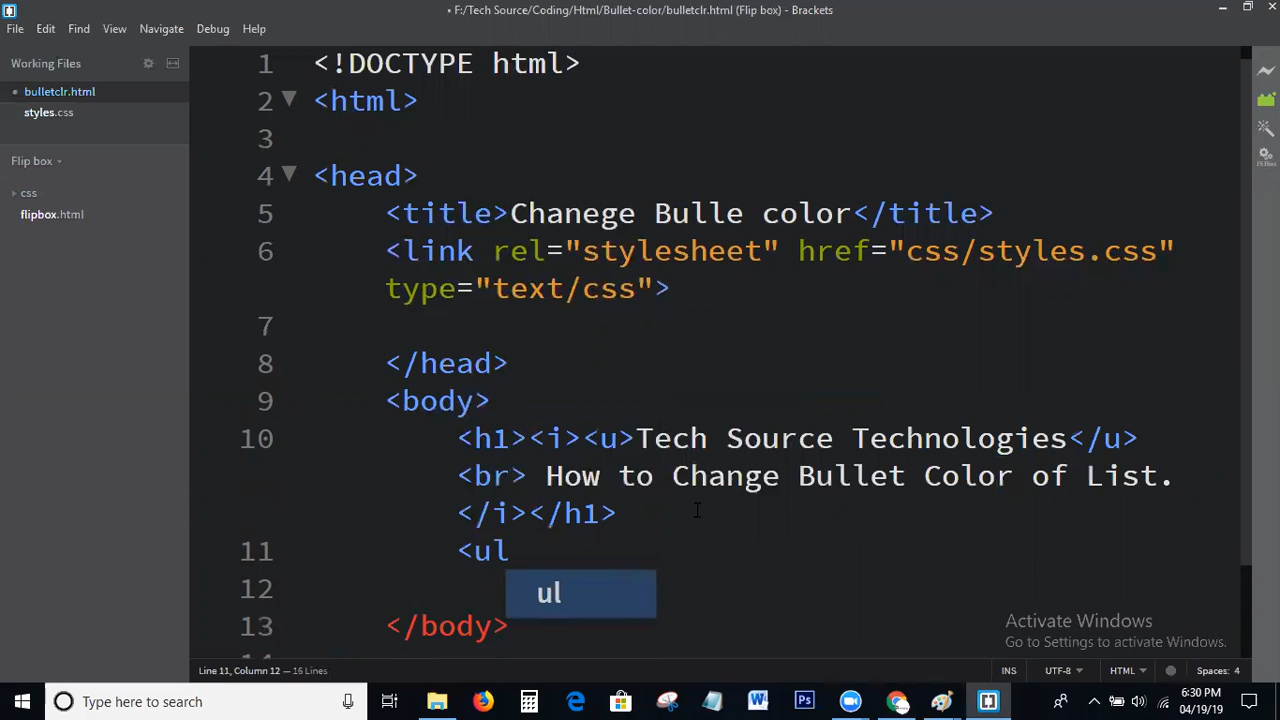 • F:/Tech Source/Coding/Html/Bullet-color/bulletclr.html (Flip box) - Brackets
File Edit Find View Navigate Debug Help
Working Files
• bulletclr.html
styles.css
Flip box
css
flipbox.html
1 <!DOCTYPE html>
2 <html>
3
4 <head>
5 <title>Chanege Bulle color</title>
6 <link rel="stylesheet" href="css/styles.css"
type="text/css">
7
8 </head>
9 <body>
10 <h1><i><u>Tech Source Technologies</u>
<br> How to Change Bullet Color of List.
</i></h1>
11 <ul
ul
12
13 </body>
Activate Windows
Go to Settings to activate Windows.
Line 11, Column 12 — 16 Lines
INS UTF-8 HTML Spaces: 4
Type here to search
6:30 PM
04/19/19